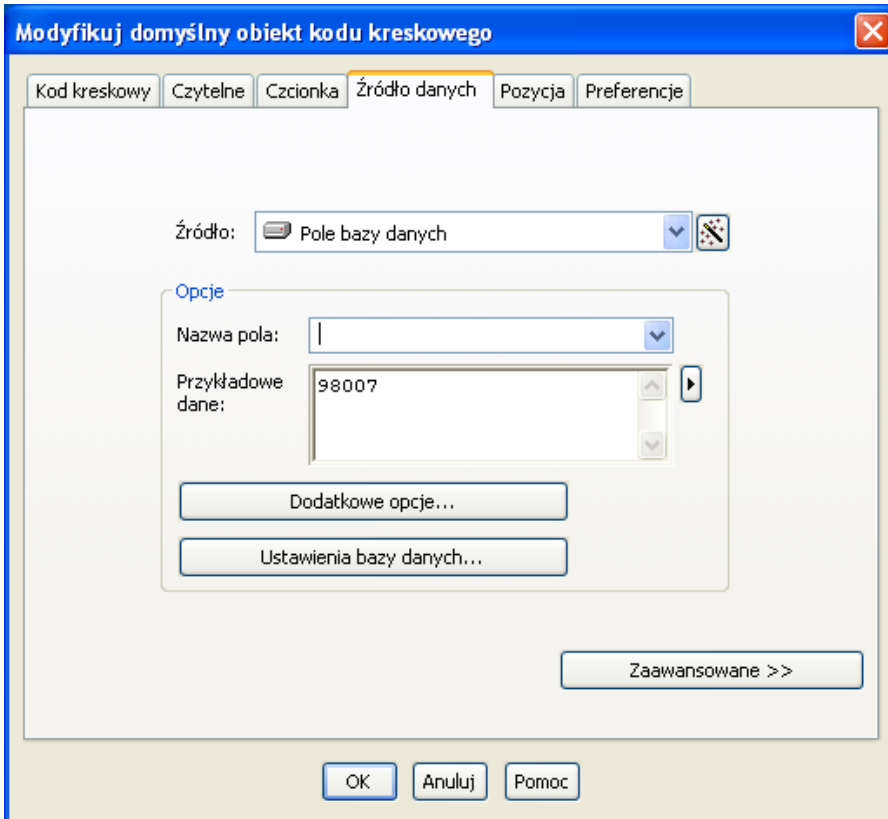 Modyfikuj domyślny obiekt kodu kreskowego
Kod kreskowy Czytelne Czcionka Źródło danych Pozycja Preferencje
Źródło: Pole bazy danych
Opcje
Nazwa pola:
Przykładowe dane: 98007
Dodatkowe opcje...
Ustawienia bazy danych...
Zaawansowane >>
OK Anuluj Pomoc